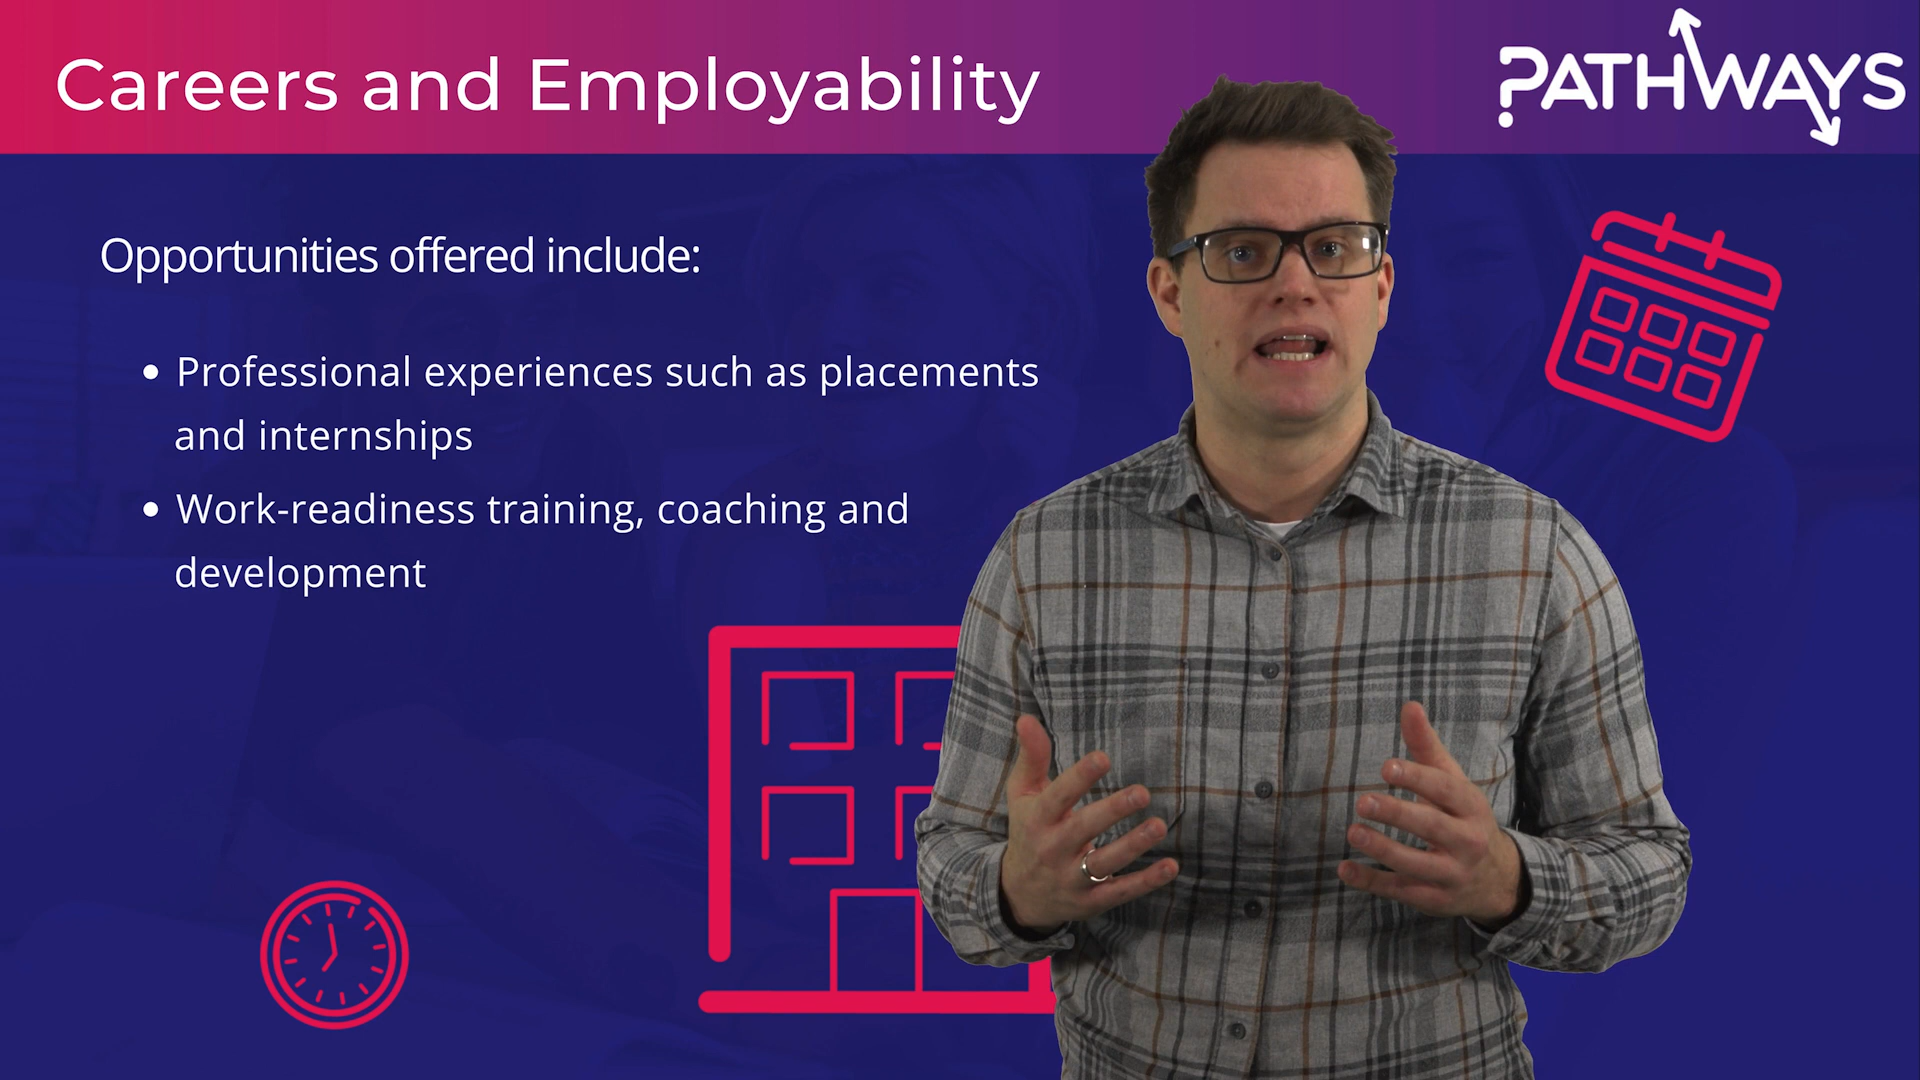 Careers and Employability
PATHWAYS
Opportunities offered include:
• Professional experiences such as placements
and internships
• Work-readiness training, coaching and
development